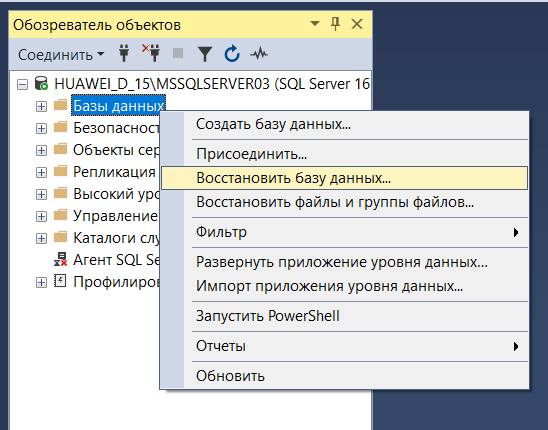 Обозреватель объектов
Соединить
HUAWEI_D_15\MSSQLSERVER03 (SQL Server 16
Базы данных
Безопасност
Объекты сер
Репликация
Высокий уро
Управление
Каталоги слу
Агент SQL Se
Профилиров
Создать базу данных...
Присоединить...
Восстановить базу данных...
Восстановить файлы и группы файлов...
Фильтр
Развернуть приложение уровня данных...
Импорт приложения уровня данных...
Запустить PowerShell
Отчеты
Обновить